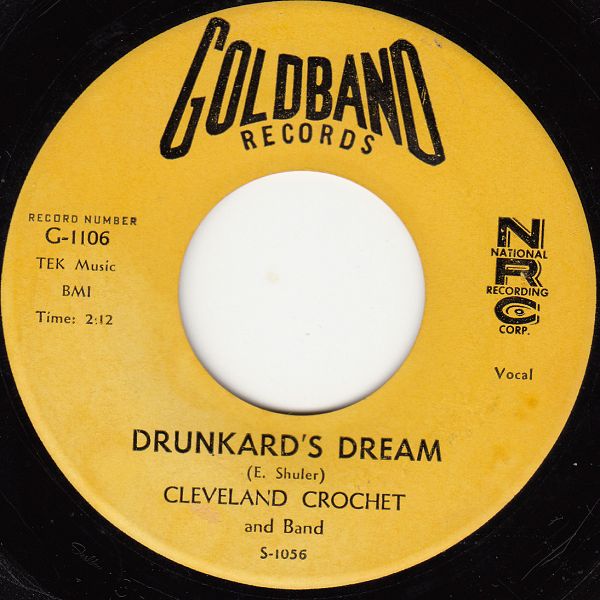 GOLDBAND
RECORDS
RECORD NUMBER
G-1106
TEK Music
BMI
Time: 2:12
N
NATIONAL
R
RECORDING
C
CORP.
Vocal
DRUNKARD'S DREAM
(E. Shuler)
CLEVELAND CROCHET
and Band
S-1056